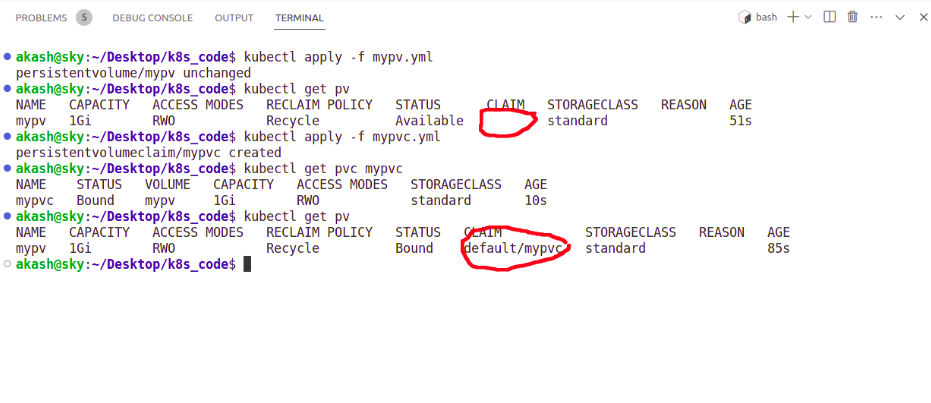 PROBLEMS 5 DEBUG CONSOLE OUTPUT TERMINAL bash
akash@sky:~/Desktop/k8s_code$ kubectl apply -f mypv.yml
persistentvolume/mypv unchanged
akash@sky:~/Desktop/k8s_code$ kubectl get pv
NAME CAPACITY ACCESS MODES RECLAIM POLICY STATUS CLAIM STORAGECLASS REASON AGE
mypv 1Gi RWO Recycle Available standard 51s
akash@sky:~/Desktop/k8s_code$ kubectl apply -f mypvc.yml
persistentvolumeclaim/mypvc created
akash@sky:~/Desktop/k8s_code$ kubectl get pvc mypvc
NAME STATUS VOLUME CAPACITY ACCESS MODES STORAGECLASS AGE
mypvc Bound mypv 1Gi RWO standard 10s
akash@sky:~/Desktop/k8s_code$ kubectl get pv
NAME CAPACITY ACCESS MODES RECLAIM POLICY STATUS CLAIM STORAGECLASS REASON AGE
mypv 1Gi RWO Recycle Bound default/mypvc standard 85s
akash@sky:~/Desktop/k8s_code$